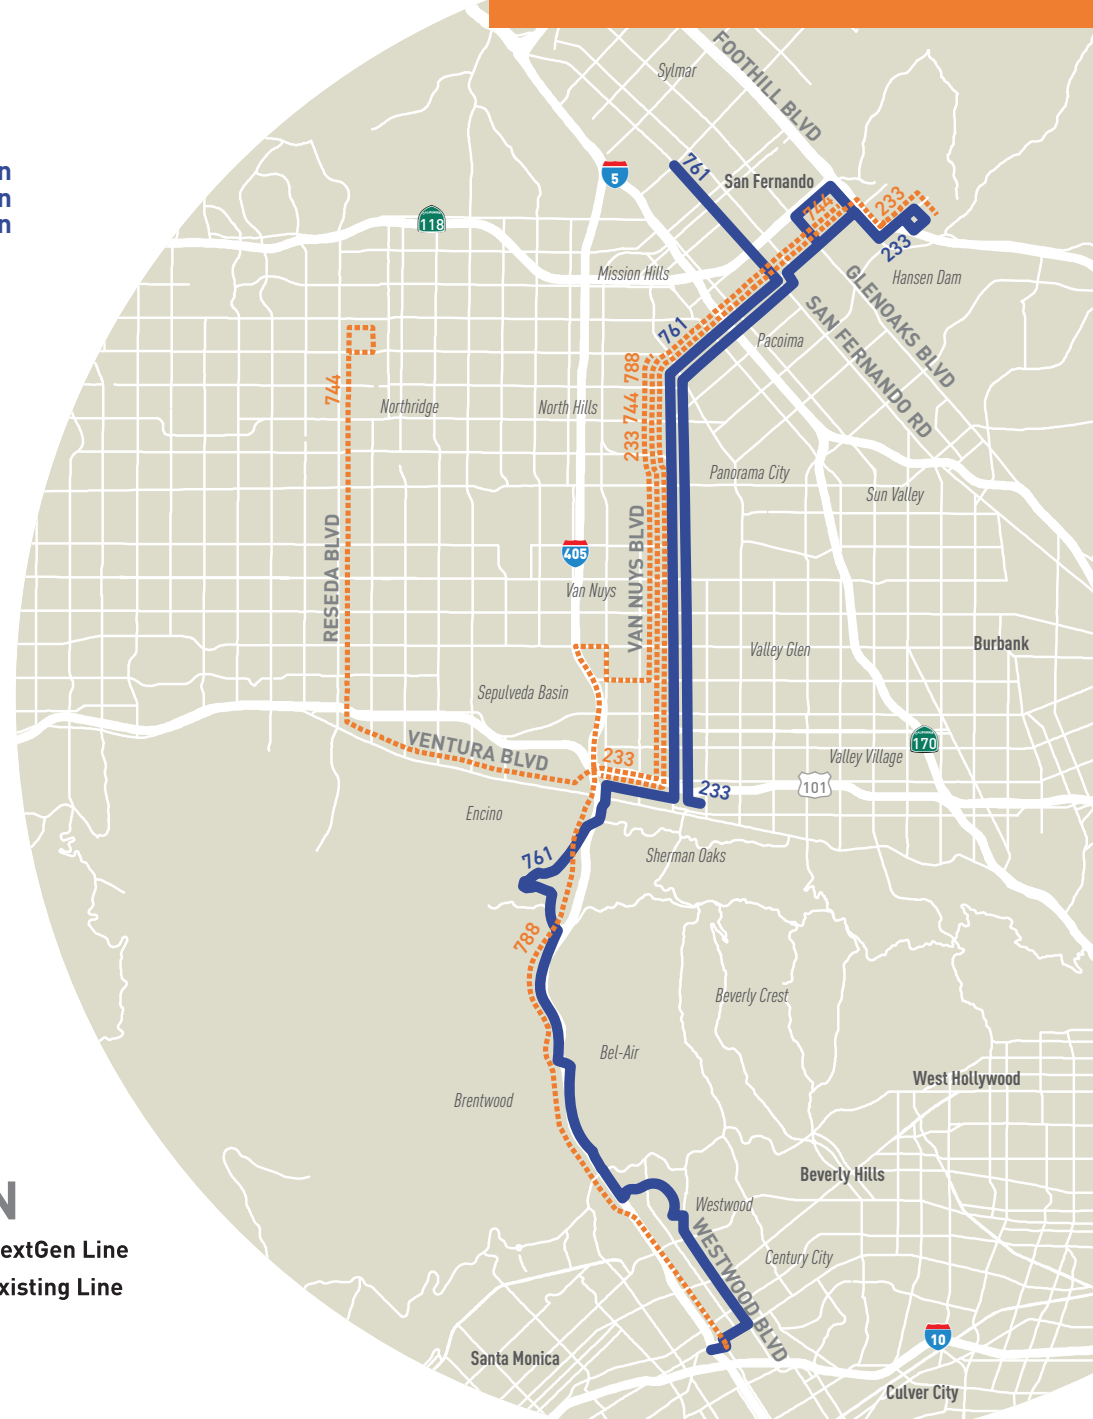 n
n
n
Sylmar
FOOTHILL BLVD
761
San Fernando
5
233
744
118
CALIFORNIA
233
Mission Hills
Hansen Dam
GLENOAKS BLVD
SAN FERNANDO RD
761
Pacoima
788
744
233
744
Northridge
North Hills
Panorama City
Sun Valley
RESEDA BLVD
VAN NUYS BLVD
405
Van Nuys
Valley Glen
Burbank
Sepulveda Basin
VENTURA BLVD
233
170
Valley Village
101
233
Encino
Sherman Oaks
761
788
Beverly Crest
Bel-Air
West Hollywood
Brentwood
Beverly Hills
N
Westwood
extGen Line
WESTWOOD BLVD
Century City
xisting Line
10
Santa Monica
Culver City